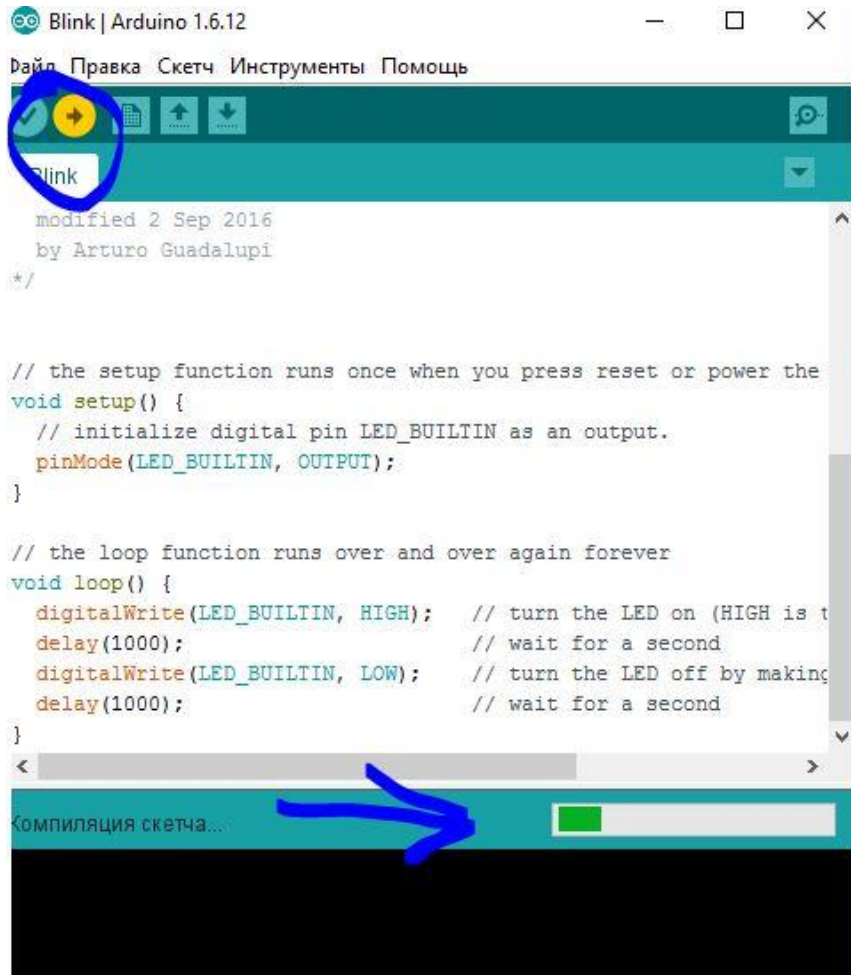 Blink | Arduino 1.6.12
Файл Правка Скетч Инструменты Помощь
Blink
modified 2 Sep 2016
by Arturo Guadalupi
*/
// the setup function runs once when you press reset or power the
void setup() {
// initialize digital pin LED_BUILTIN as an output.
pinMode(LED_BUILTIN, OUTPUT);
}
// the loop function runs over and over again forever
void loop() {
digitalWrite(LED_BUILTIN, HIGH); // turn the LED on (HIGH is t
delay(1000); // wait for a second
digitalWrite(LED_BUILTIN, LOW); // turn the LED off by making
delay(1000); // wait for a second
}
Компиляция скетча...